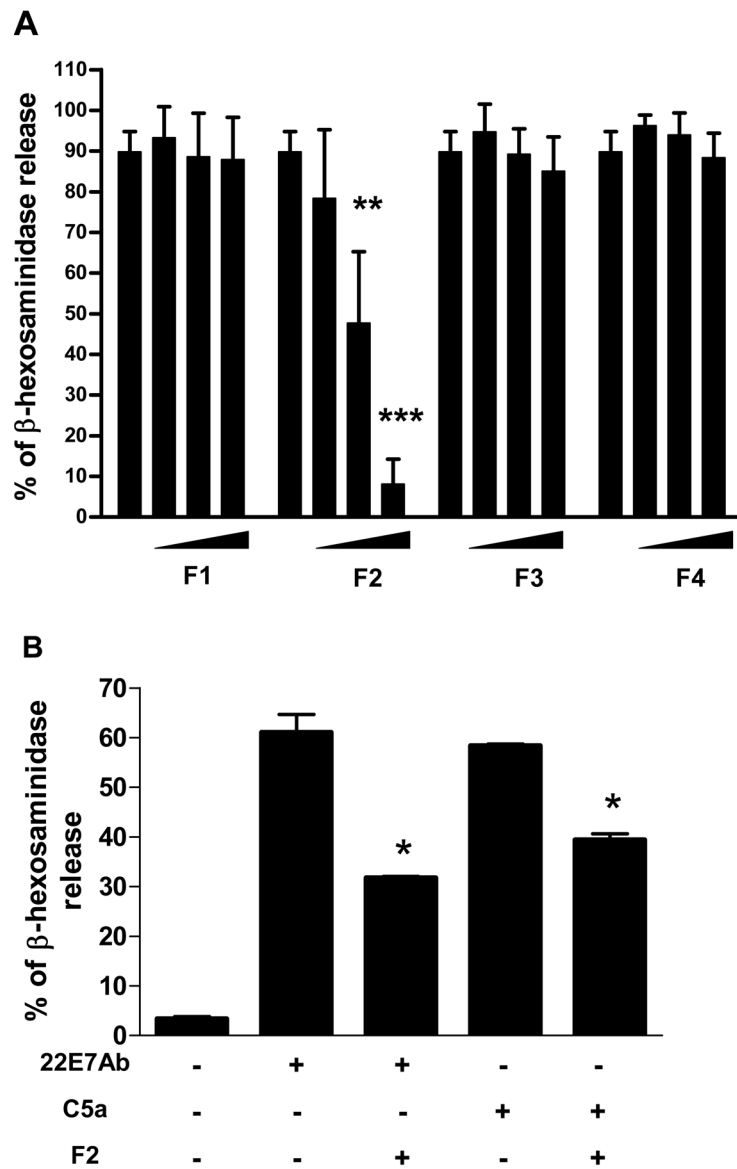 A
% of β-hexosaminidase release
110
100
90
80
70
60
50
40
30
20
10
0
**
***
F1 F2 F3 F4
B
% of β-hexosaminidase
release
70
60
50
40
30
20
10
0
*
*
22E7Ab - + + - -
C5a - - - + +
F2 - - + - +